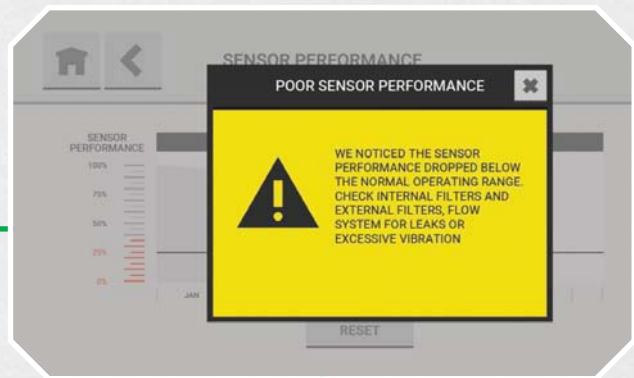 SENSOR PERFORMANCE
POOR SENSOR PERFORMANCE
SENSOR
PERFORMANCE
100%
75%
50%
25%
0%
WE NOTICED THE SENSOR
PERFORMANCE DROPPED BELOW
THE NORMAL OPERATING RANGE.
CHECK INTERNAL FILTERS AND
EXTERNAL FILTERS, FLOW
SYSTEM FOR LEAKS OR
EXCESSIVE VIBRATION
JAN
RESET